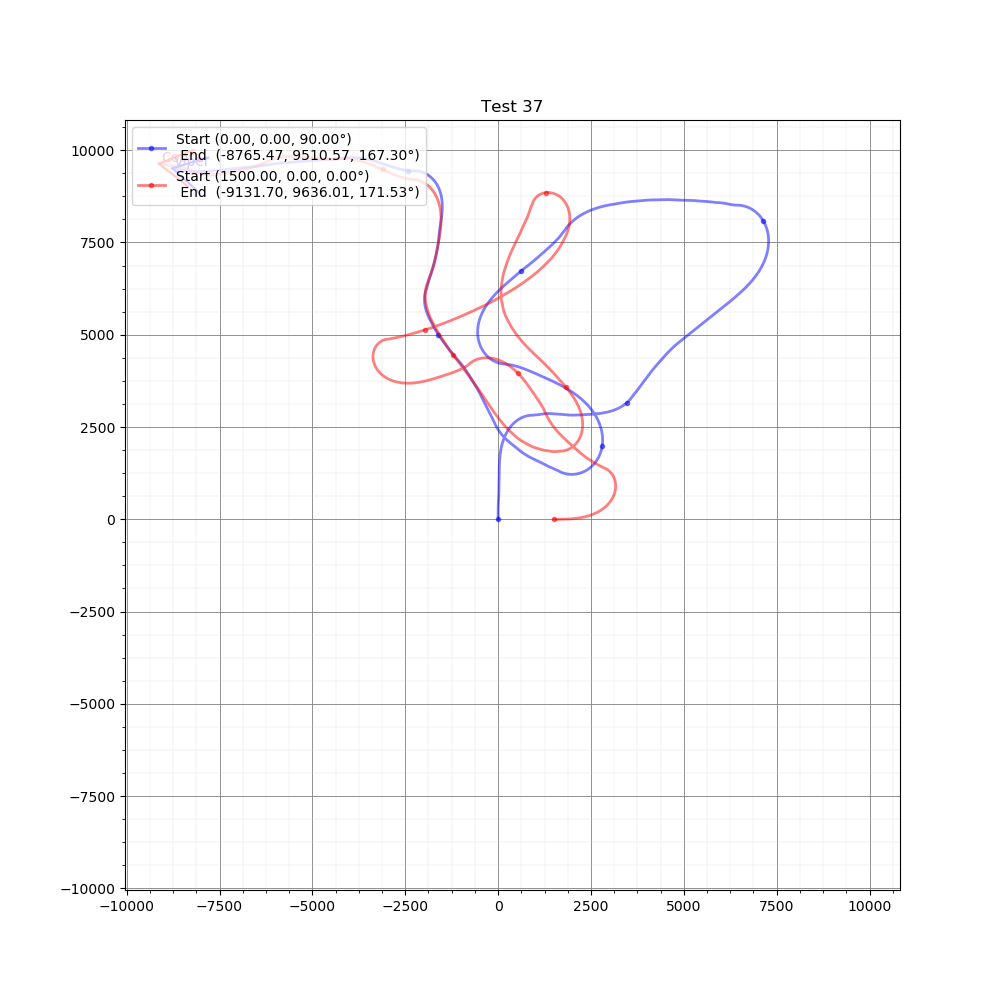 Test 37
Start (0.00, 0.00, 90.00°)
End (-8765.47, 9510.57, 167.30°)
Start (1500.00, 0.00, 0.00°)
End (-9131.70, 9636.01, 171.53°)
10000
7500
5000
2500
0
−2500
−5000
−7500
−10000
−10000 −7500 −5000 −2500 0 2500 5000 7500 10000